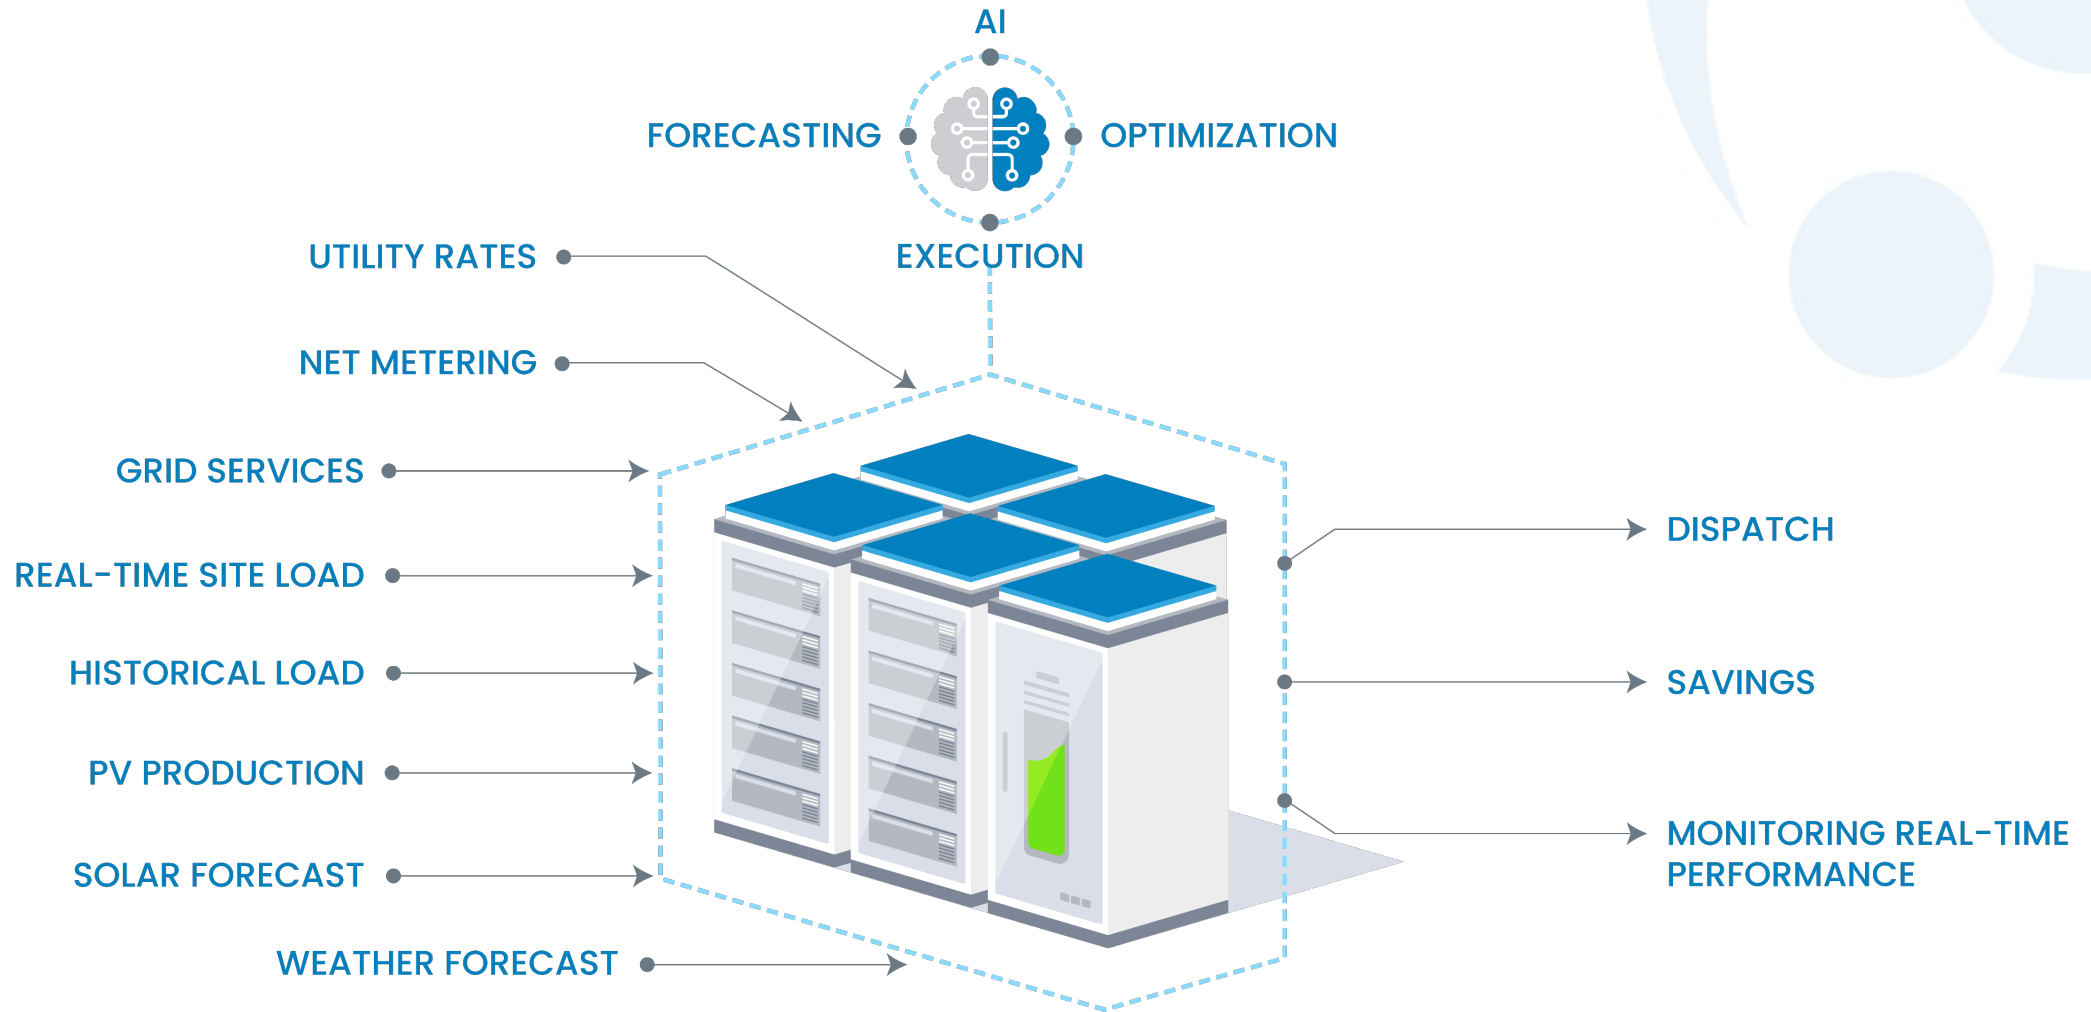 AI
FORECASTING
OPTIMIZATION
EXECUTION
UTILITY RATES
NET METERING
GRID SERVICES
REAL-TIME SITE LOAD
HISTORICAL LOAD
PV PRODUCTION
SOLAR FORECAST
WEATHER FORECAST
DISPATCH
SAVINGS
MONITORING REAL-TIME
PERFORMANCE